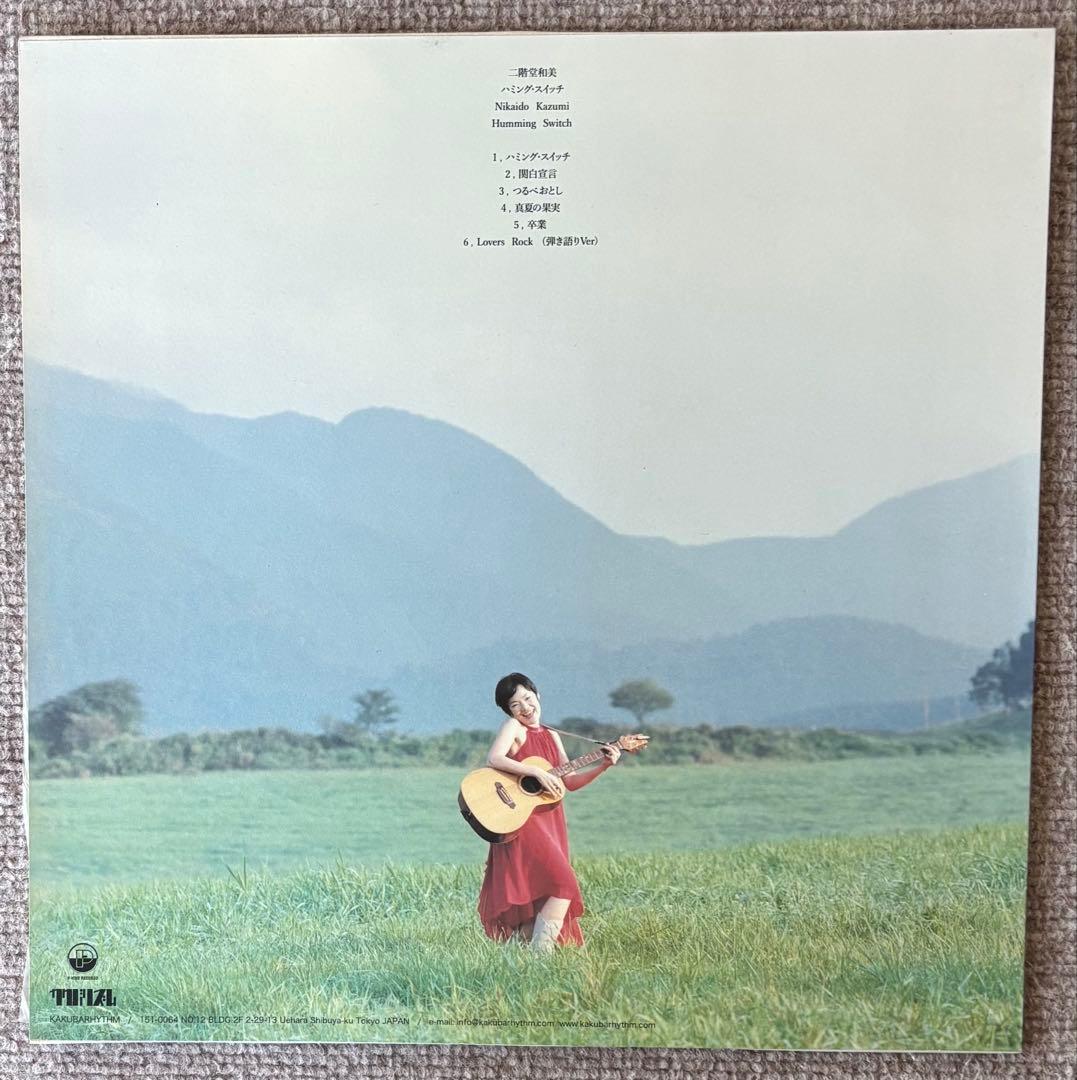 二階堂和美
ハミング・スイッチ
Nikaido Kazumi
Humming Switch
1, ハミング・スイッチ
2, 関白宣言
3, つるべおとし
4, 真夏の果実
5, 卒業
6, Lovers Rock （弾き語りVer）
P
P-VINE RECORDS
カクバリズム
KAKUBARHYTHM / 151-0064 NO.12 BLDG 2F 2-29-13 Uehara Shibuya-ku Tokyo JAPAN / e-mail: info@kakubarhythm.com www.kakubarhythm.com